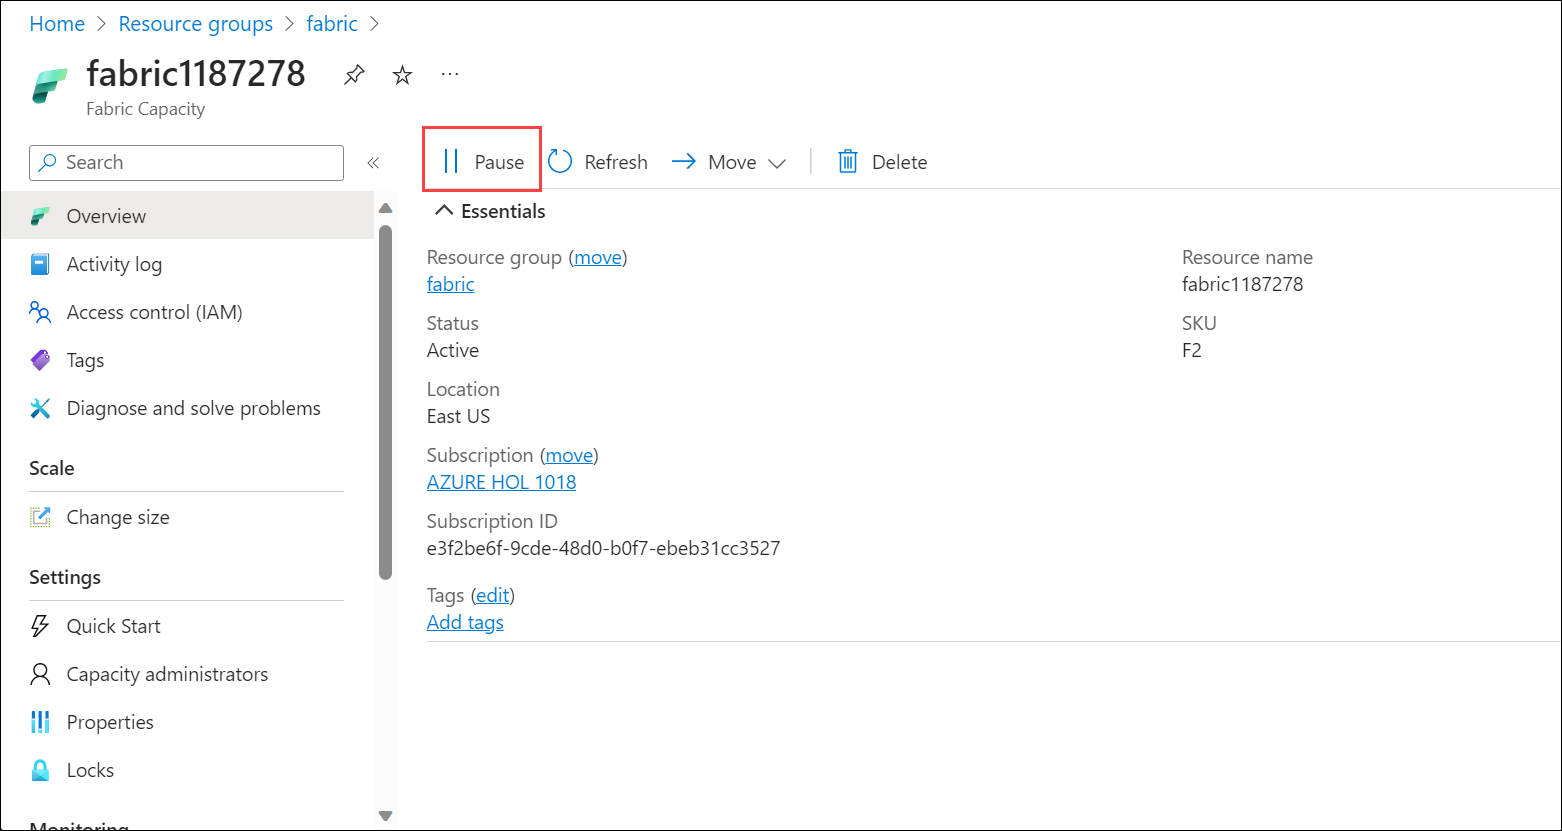 Home > Resource groups > fabric >
fabric1187278
Fabric Capacity
Search
Overview
Activity log
Access control (IAM)
Tags
Diagnose and solve problems
Scale
Change size
Settings
Quick Start
Capacity administrators
Properties
Locks
Monitoring
Pause Refresh Move Delete
Essentials
Resource group (move)
fabric
Status
Active
Location
East US
Subscription (move)
AZURE HOL 1018
Subscription ID
e3f2be6f-9cde-48d0-b0f7-ebeb31cc3527
Tags (edit)
Add tags
Resource name
fabric1187278
SKU
F2